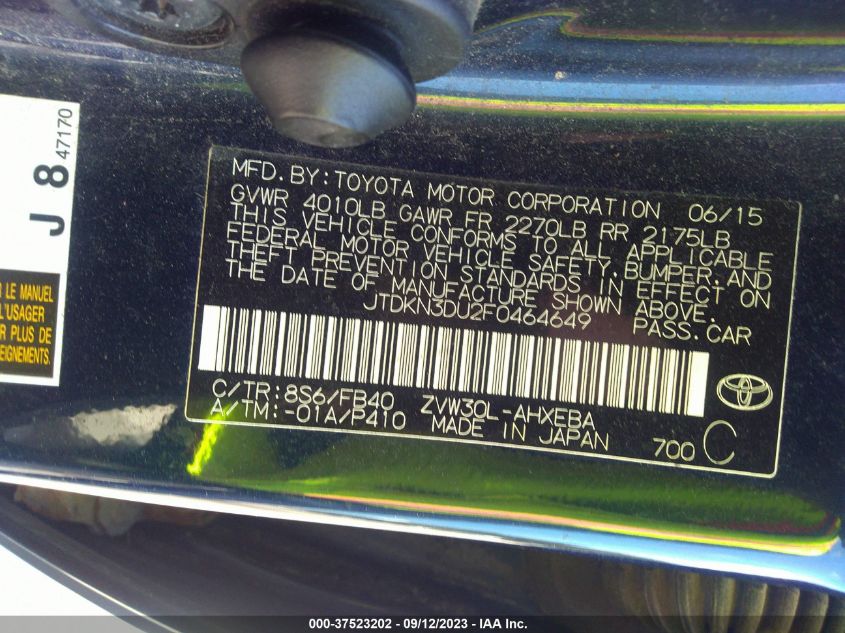 J 8 47170
I LE MANUEL
L'USAGER
R PLUS DE
EIGNEMENTS.
MFD. BY: TOYOTA MOTOR CORPORATION 06/15
GVWR 4010LB GAWR FR 2270LB RR 2175LB
THIS VEHICLE CONFORMS TO ALL APPLICABLE
FEDERAL MOTOR VEHICLE SAFETY, BUMPER, AND
THEFT PREVENTION STANDARDS IN EFFECT ON
THE DATE OF MANUFACTURE SHOWN ABOVE.
JTDKN3DU2F0464649 PASS. CAR
C/TR: 8S6/FB40 ZVW30L-AHXEBA
A/TM: -01A/P410 MADE IN JAPAN 700 C
TOYOTA
000-37523202 - 09/12/2023 - IAA Inc.